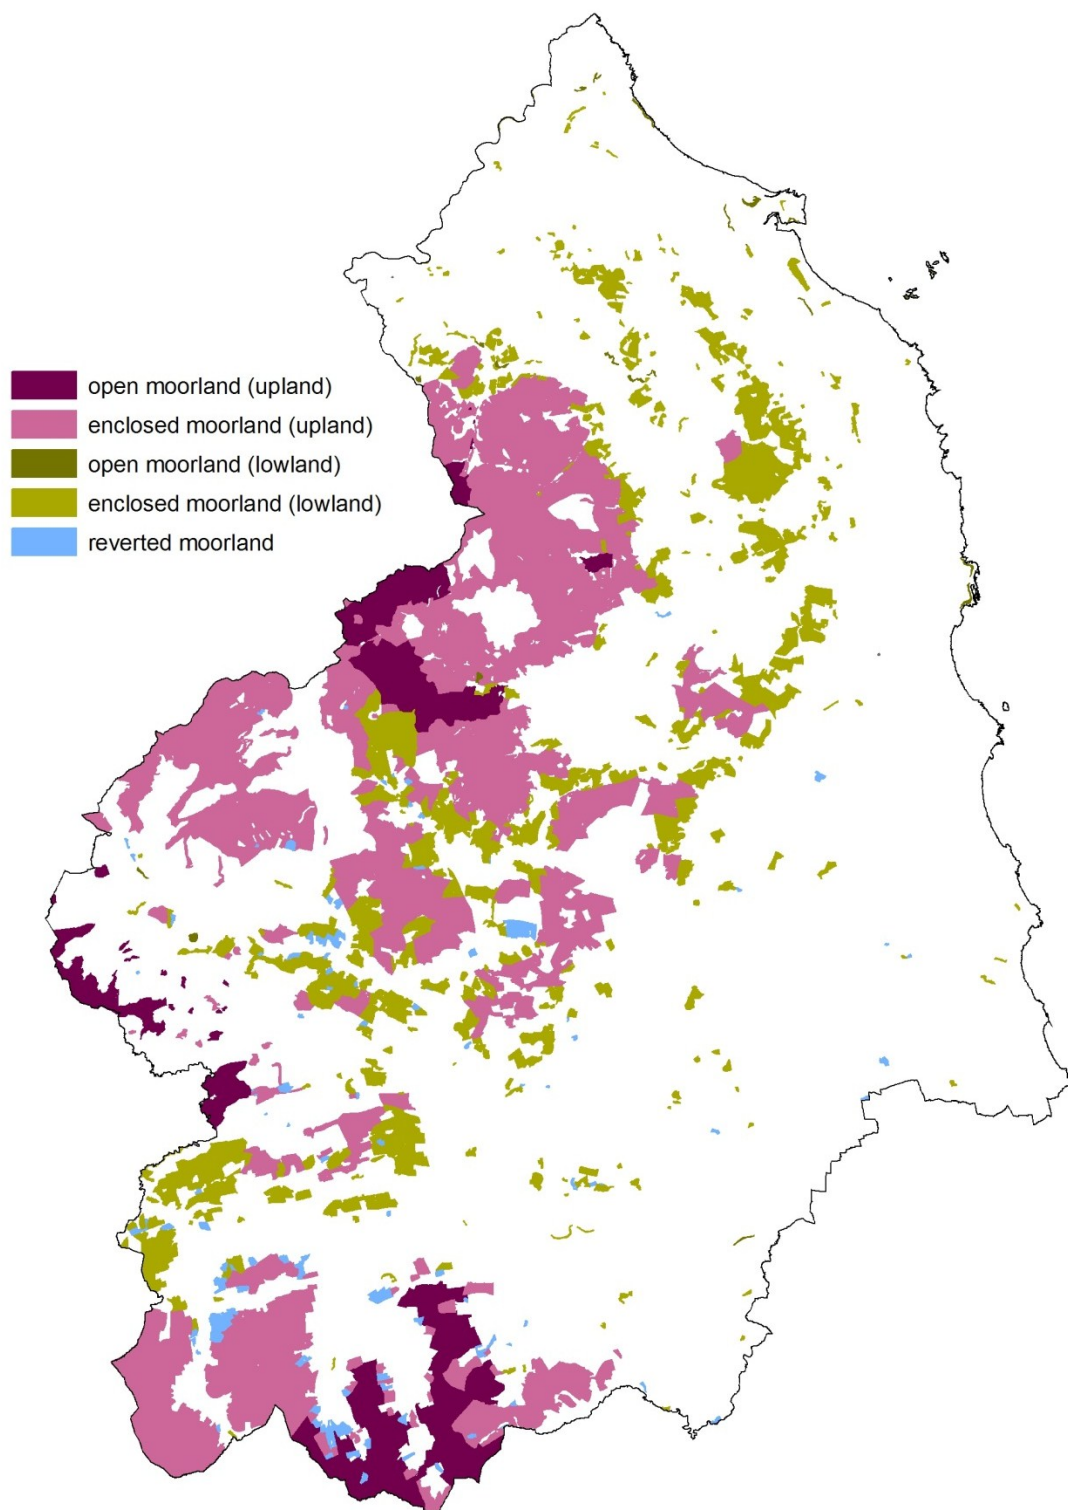 open moorland (upland)
enclosed moorland (upland)
open moorland (lowland)
enclosed moorland (lowland)
reverted moorland